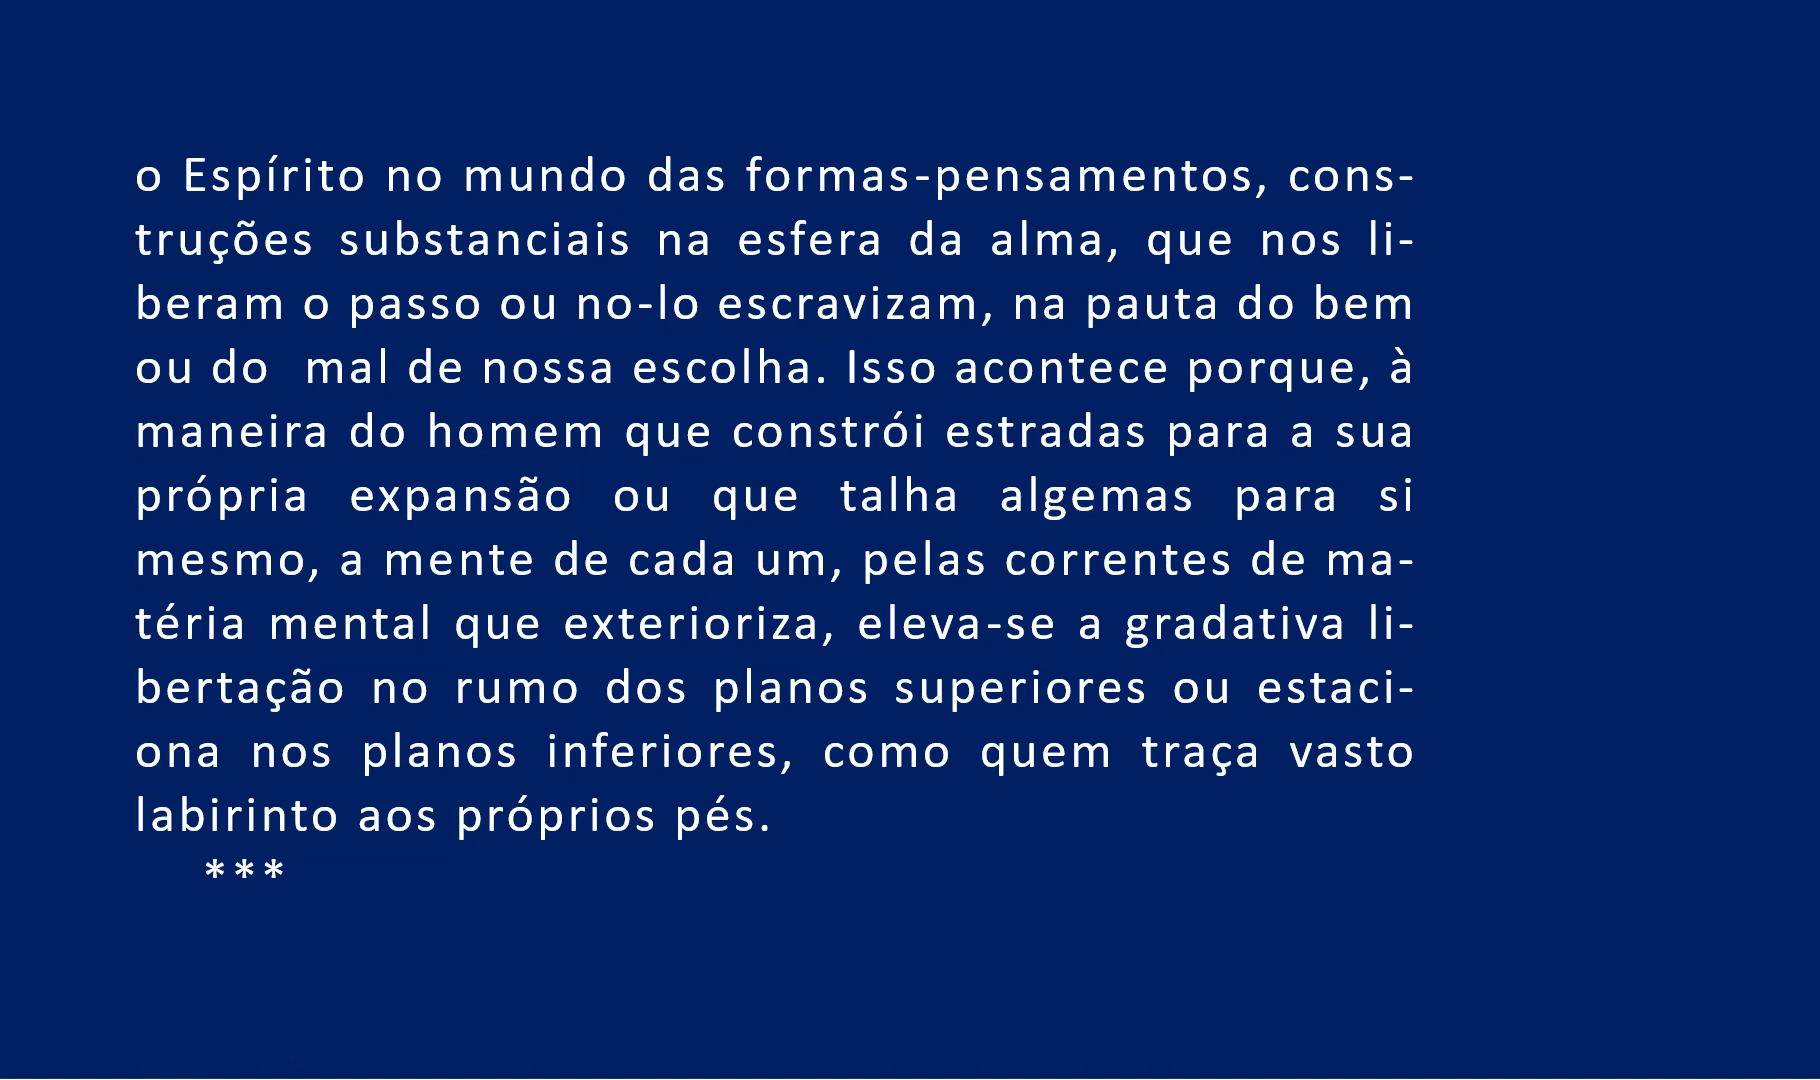 o Espírito no mundo das formas-pensamentos, cons-
truções substanciais na esfera da alma, que nos li-
beram o passo ou no-lo escravizam, na pauta do bem
ou do  mal de nossa escolha. Isso acontece porque, à
maneira do homem que constrói estradas para a sua
própria expansão ou que talha algemas para si
mesmo, a mente de cada um, pelas correntes de ma-
téria mental que exterioriza, eleva-se a gradativa li-
bertação no rumo dos planos superiores ou estaci-
ona nos planos inferiores, como quem traça vasto
labirinto aos próprios pés.
***